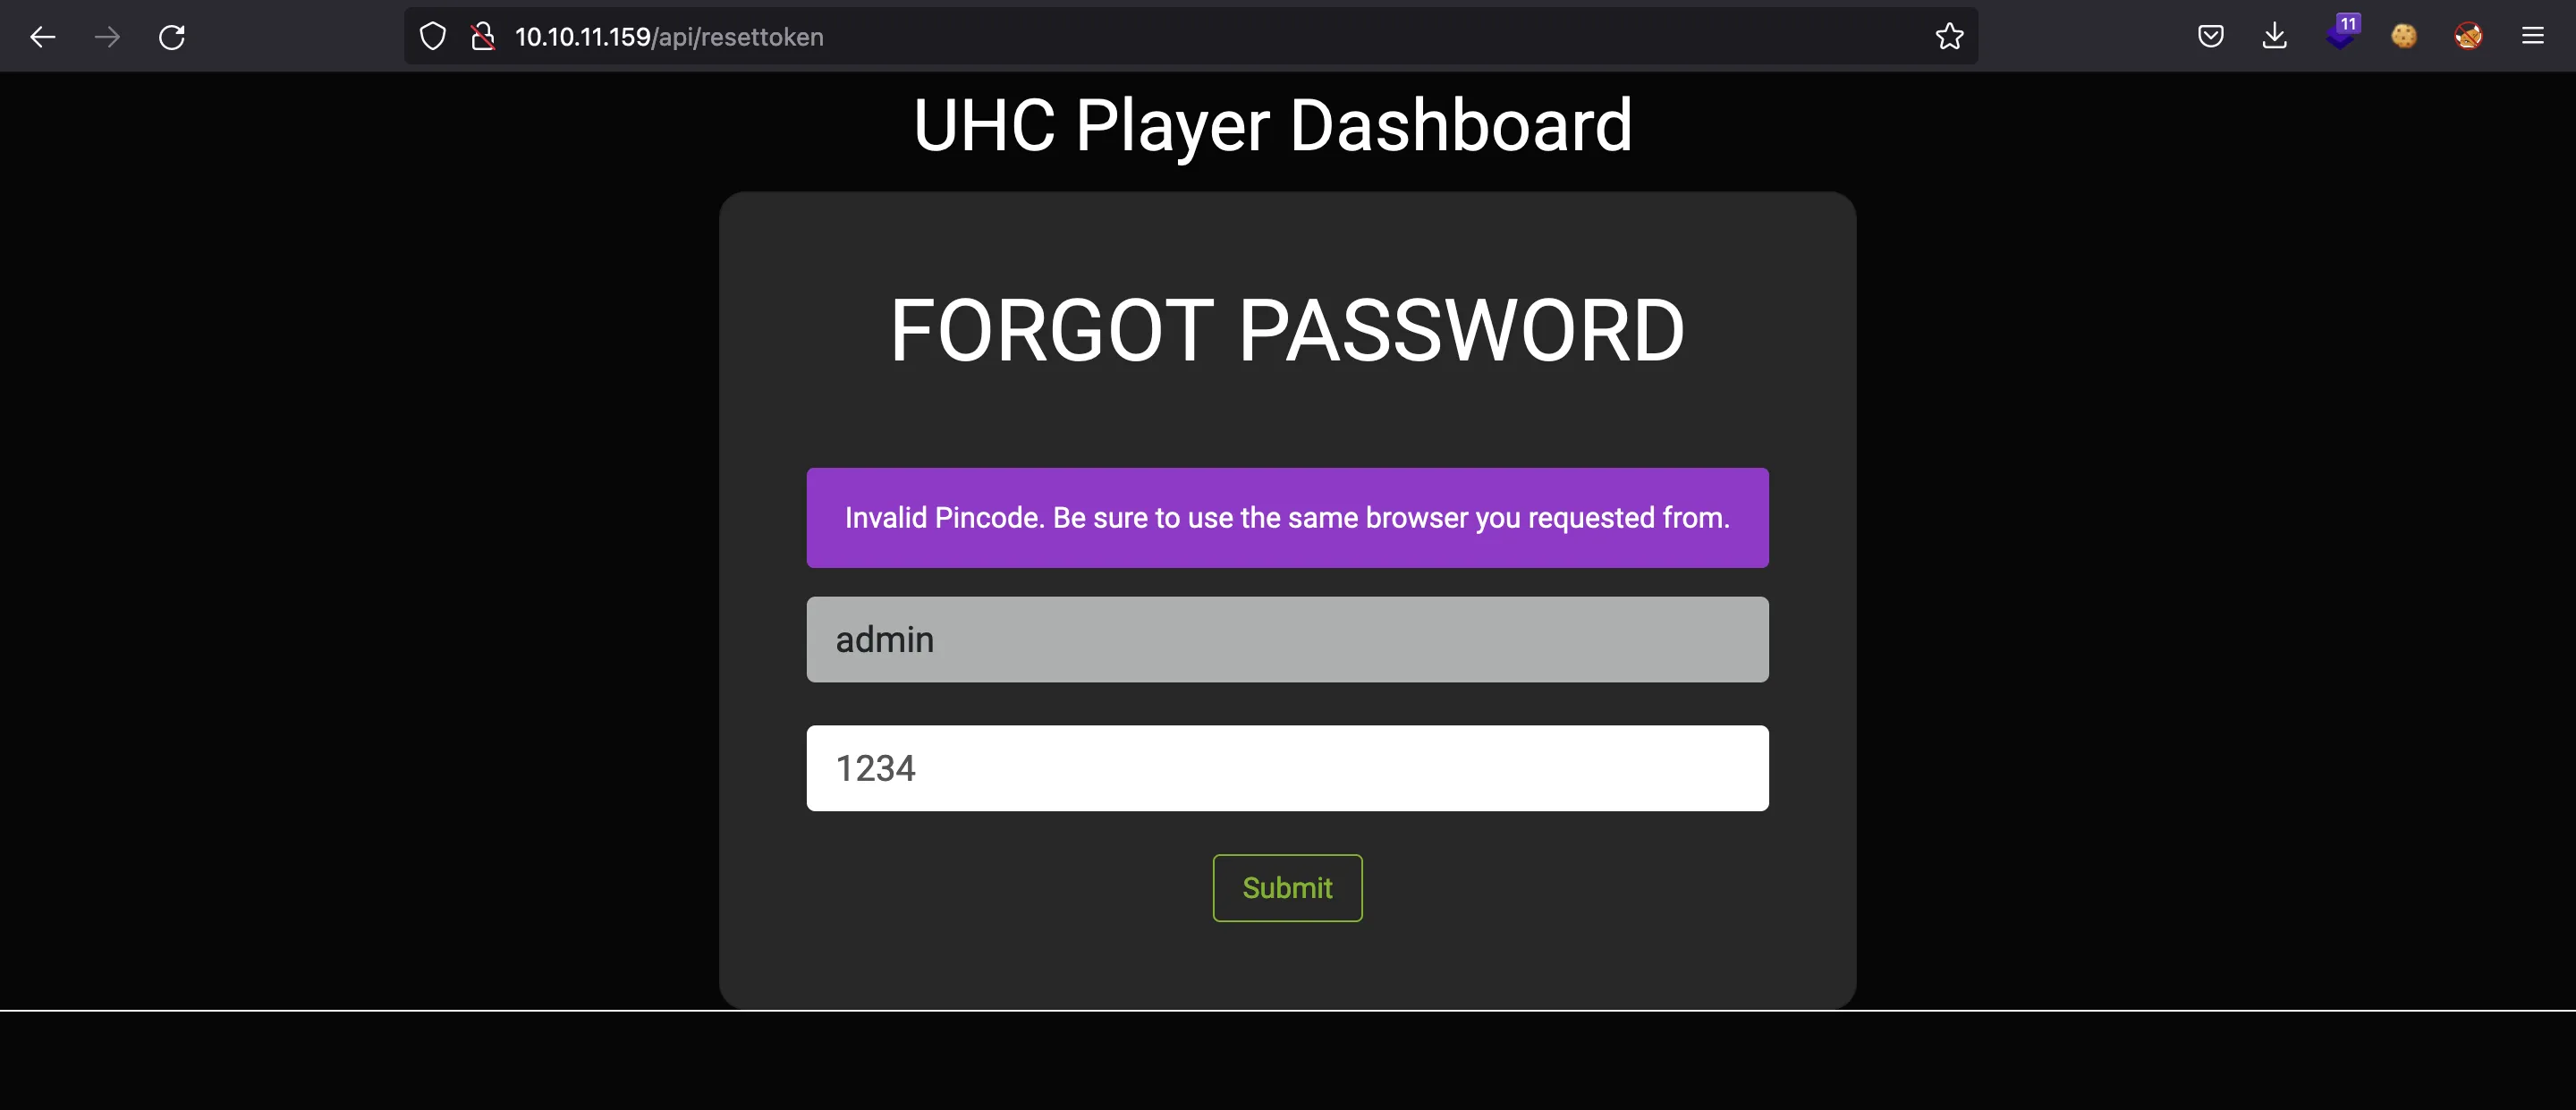 10.10.11.159/api/resettoken
11
UHC Player Dashboard
FORGOT PASSWORD
Invalid Pincode. Be sure to use the same browser you requested from.
admin
1234
Submit